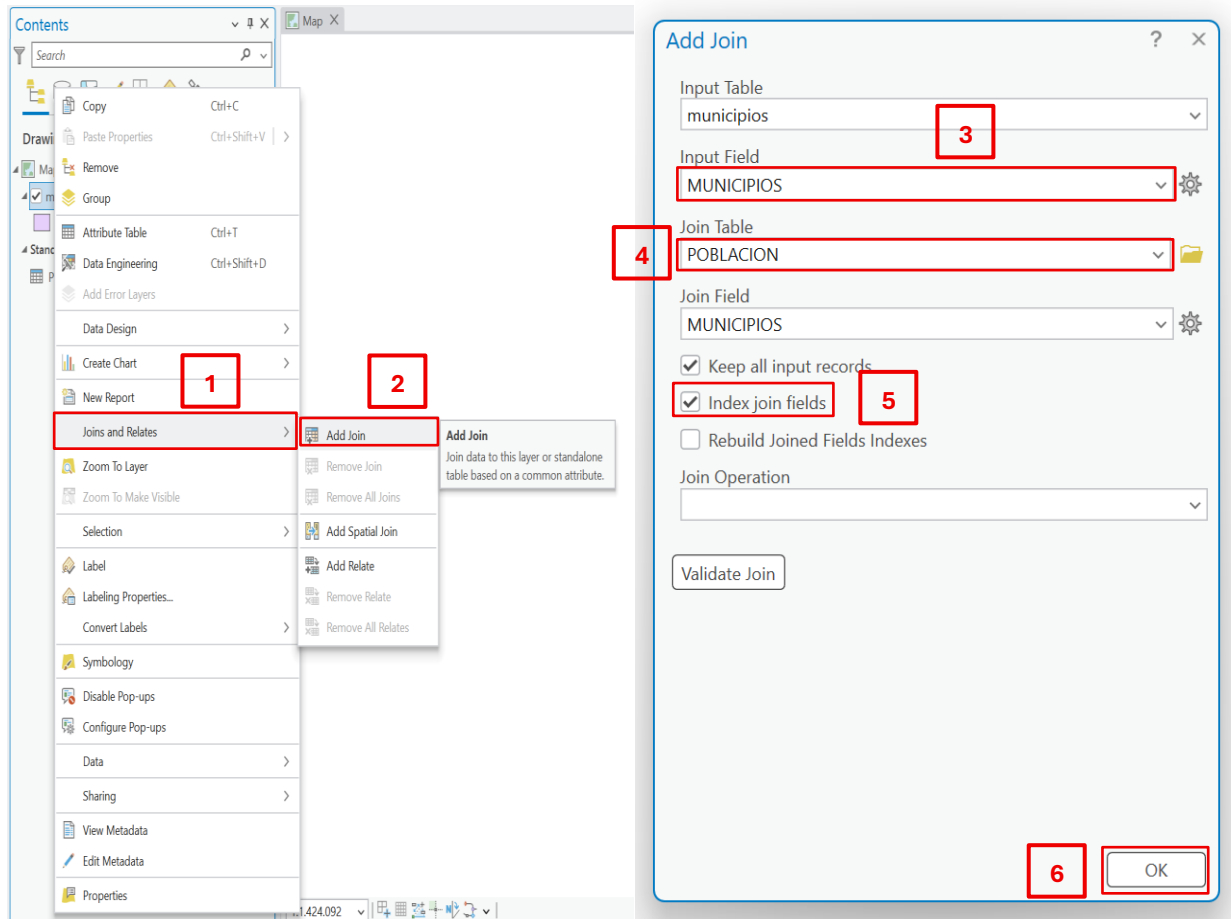 Contents
Map
Search
Drawi
Ma
m
Stand
P
Copy Ctrl+C
Paste Properties Ctrl+Shift+V
Remove
Group
Attribute Table Ctrl+T
Data Engineering Ctrl+Shift+D
Add Error Layers
Data Design
Create Chart
New Report
1
Joins and Relates
Zoom To Layer
Zoom To Make Visible
Selection
Label
Labeling Properties...
Convert Labels
Symbology
Disable Pop-ups
Configure Pop-ups
Data
Sharing
View Metadata
Edit Metadata
Properties
2
Add Join
Remove Join
Remove All Joins
Add Spatial Join
Add Relate
Remove Relate
Remove All Relates
Add Join
Join data to this layer or standalone
table based on a common attribute.
1.424.092
Add Join ?
Input Table
municipios
3
Input Field
MUNICIPIOS
Join Table
4
POBLACION
Join Field
MUNICIPIOS
Keep all input records
Index join fields
5
Rebuild Joined Fields Indexes
Join Operation
Validate Join
6
OK